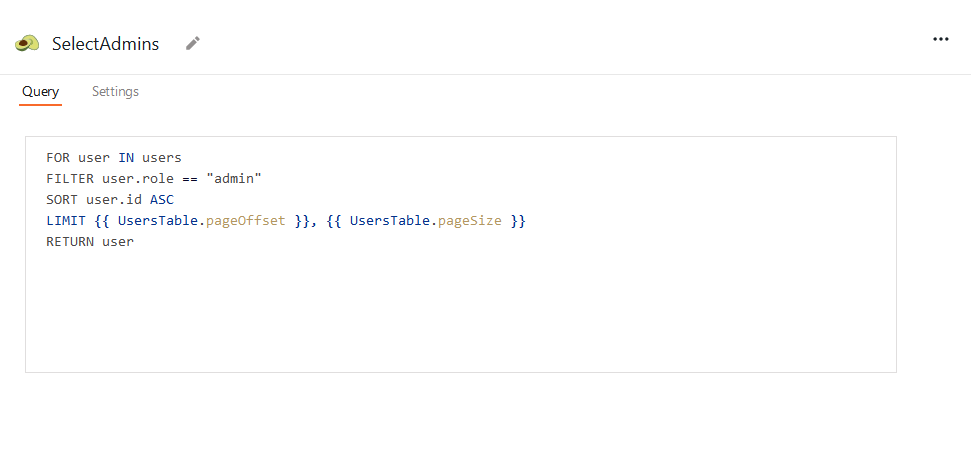 SelectAdmins
Query Settings
FOR user IN users
FILTER user.role == "admin"
SORT user.id ASC
LIMIT {{ UsersTable.pageOffset }}, {{ UsersTable.pageSize }}
RETURN user